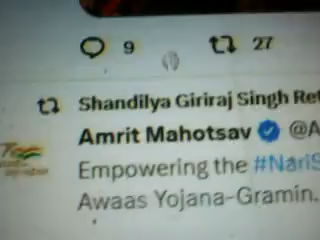 9 27
Shandilya Giriraj Singh Ret
Amrit Mahotsav @A
Empowering the #NariS
Awaas Yojana-Gramin.